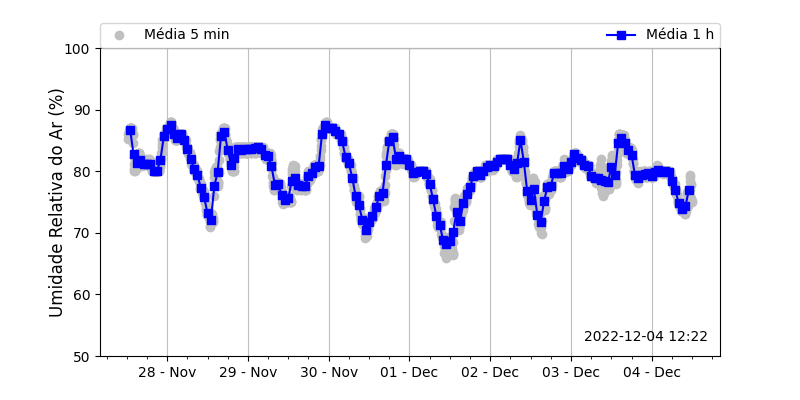 Média 5 min
Média 1 h
Umidade Relativa do Ar (%)
100
90
80
70
60
50
2022-12-04 12:22
28 - Nov
29 - Nov
30 - Nov
01 - Dec
02 - Dec
03 - Dec
04 - Dec